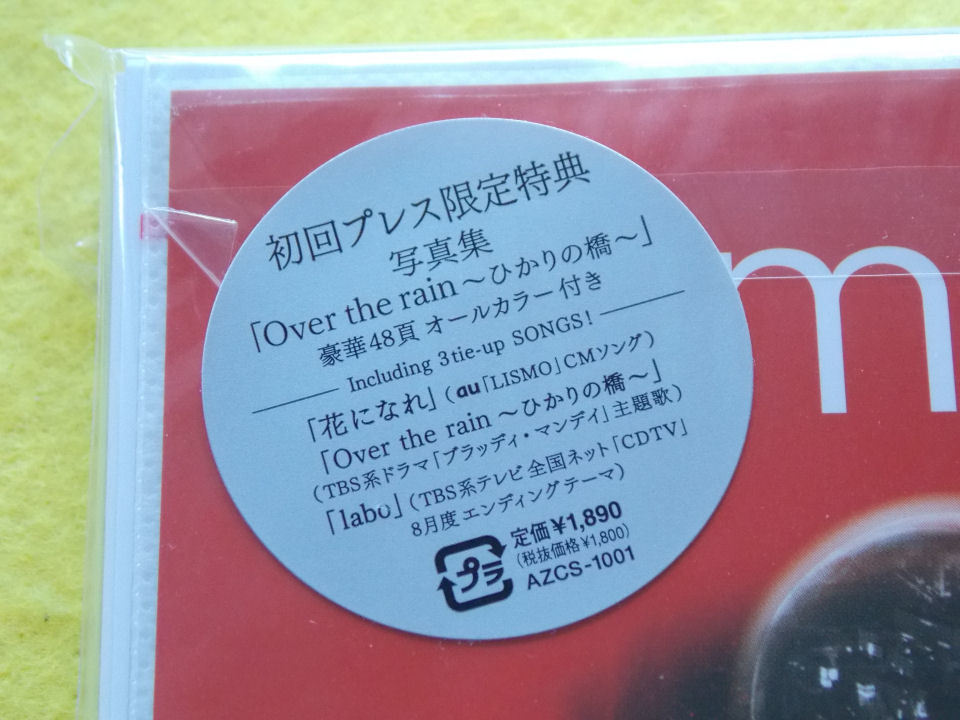 初回プレス限定特典
写真集
「Over the rain～ひかりの橋～」
豪華48頁 オールカラー付き
Including 3 tie-up SONGS!
「花になれ」(au「LISMO」CMソング)
「Over the rain ～ひかりの橋～」
(TBS系ドラマ「ブラッディ・マンデイ」主題歌)
「labo」(TBS系テレビ 全国ネット「CDTV」
8月度エンディングテーマ)
プラ
定価¥1,890
(税抜価格¥1,800)
AZCS-1001
m